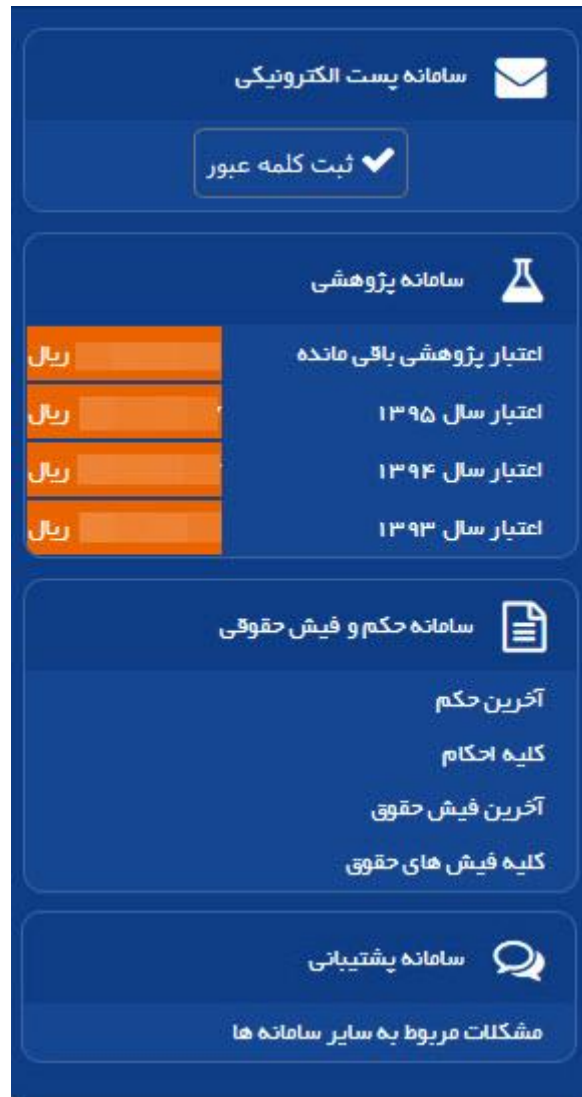 سامانه پست الکترونیکی
ثبت کلمه عبور
سامانه پژوهشی
اعتبار پژوهشی باقی مانده ریال
اعتبار سال ۱۳۹۵ ریال
اعتبار سال ۱۳۹۴ ریال
اعتبار سال ۱۳۹۳ ریال
سامانه حکم و فیش حقوقی
آخرین حکم
کلیه احکام
آخرین فیش حقوق
کلیه فیش های حقوق
سامانه پشتیبانی
مشکلات مربوط به سایر سامانه ها